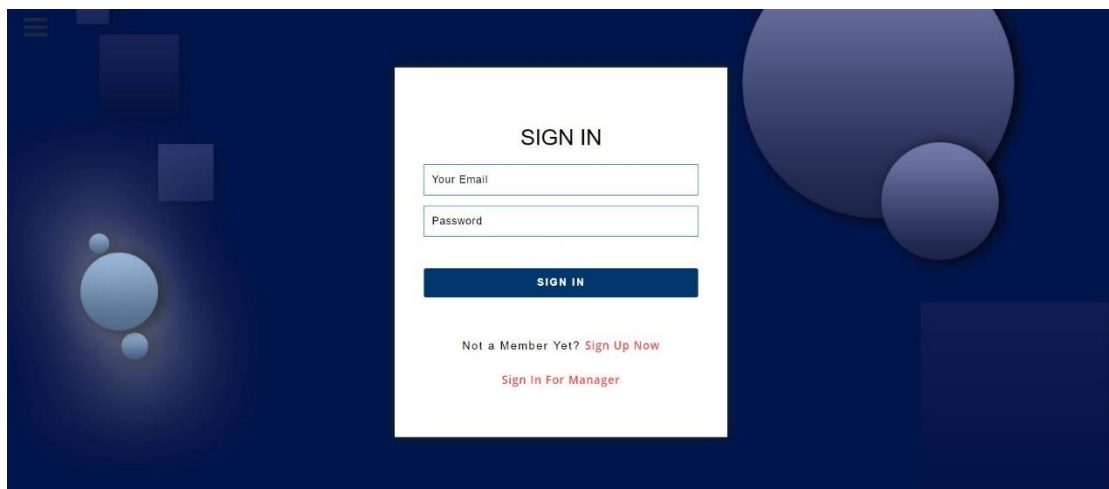 SIGN IN
Your Email
Password
SIGN IN
Not a Member Yet? Sign Up Now
Sign In For Manager